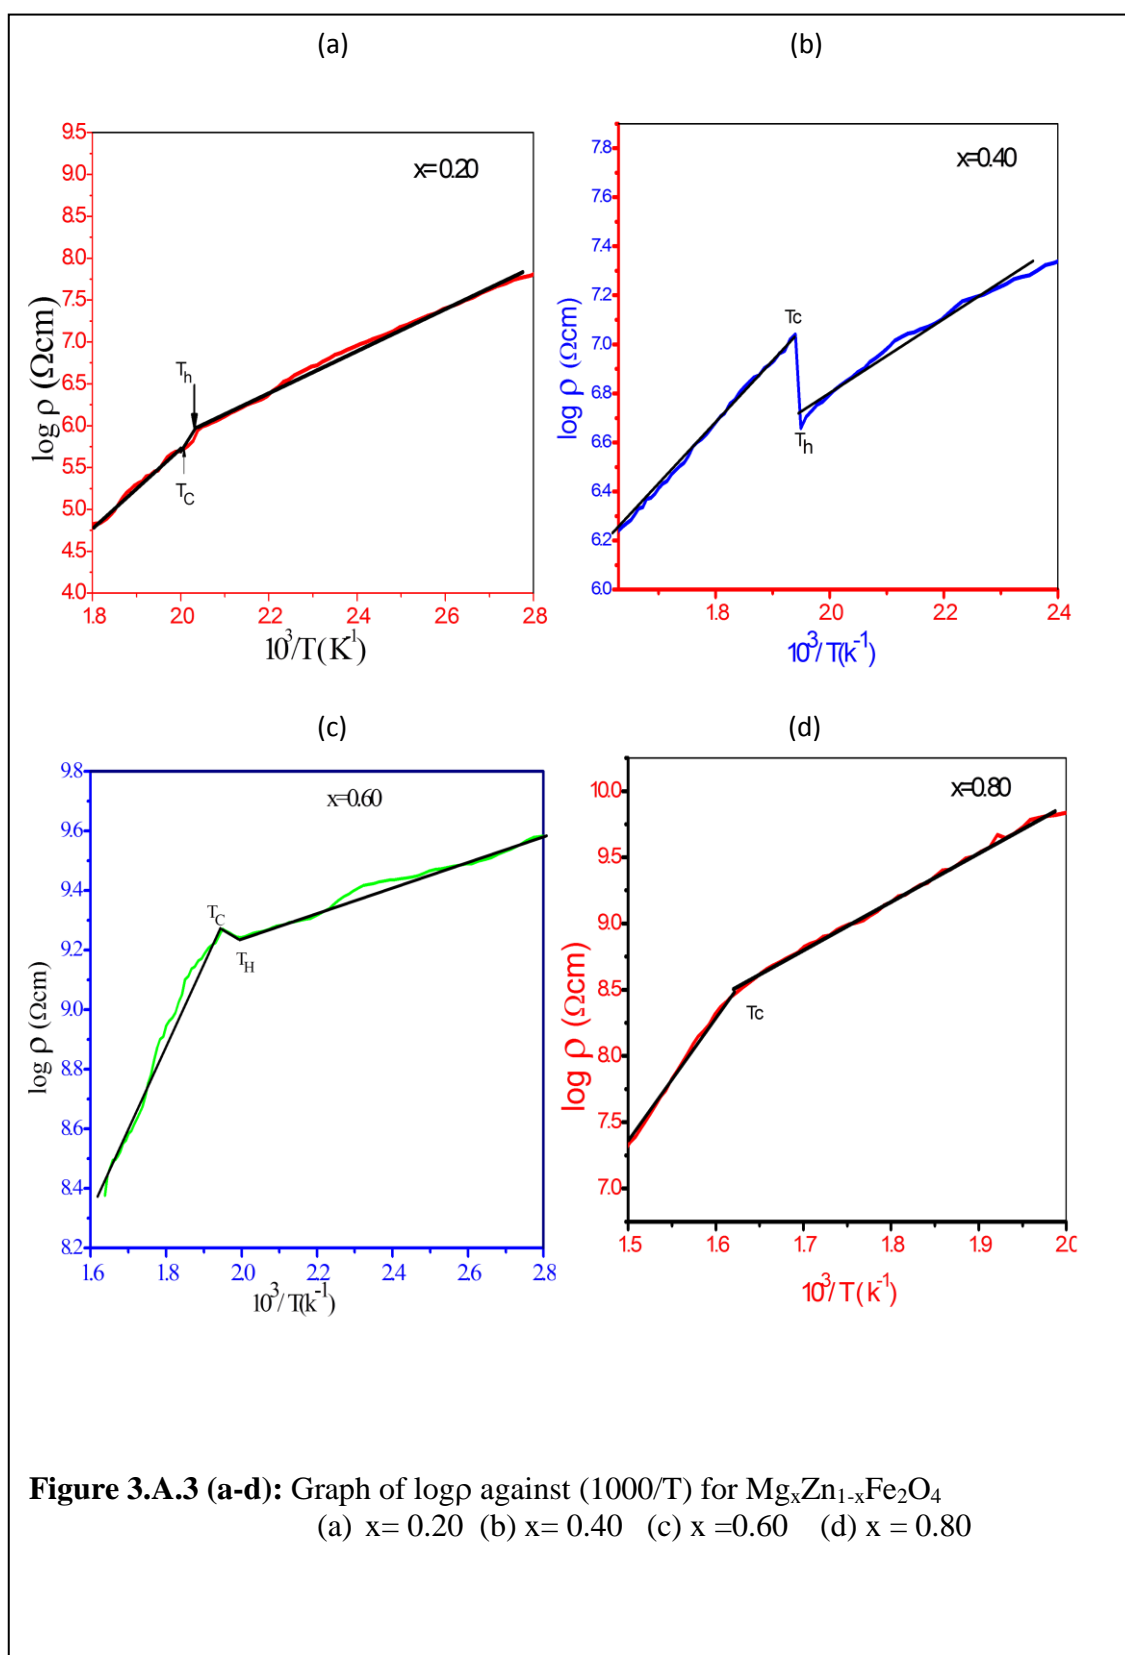 (a)
9.5
9.0
8.5
8.0
7.5
7.0
6.5
6.0
5.5
5.0
4.5
4.0
log ρ (Ωcm)
x= 0.20
T_h
T_C
1.8 2.0 2.2 2.4 2.6 2.8
10³/T (K⁻¹)
(b)
7.8
7.6
7.4
7.2
7.0
6.8
6.6
6.4
6.2
6.0
log ρ (Ωcm)
x=0.40
Tc
T_h
1.8 2.0 2.2 2.4
10³/ T(k⁻¹)
(c)
9.8
9.6
9.4
9.2
9.0
8.8
8.6
8.4
8.2
log ρ (Ωcm)
x=0.60
T_C
T_H
1.6 1.8 2.0 2.2 2.4 2.6 2.8
10³/ T(k⁻¹)
(d)
10.0
9.5
9.0
8.5
8.0
7.5
7.0
log ρ (Ωcm)
x=0.80
Tc
1.5 1.6 1.7 1.8 1.9 2.0
10³/ T (k⁻¹)
Figure 3.A.3 (a-d): Graph of logρ against (1000/T) for MgₓZn₁₋ₓFe₂O₄
(a) x= 0.20 (b) x= 0.40 (c) x =0.60 (d) x = 0.80